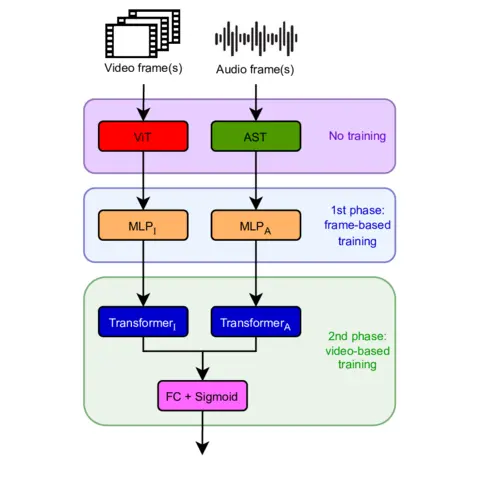 Video frame(s) Audio frame(s)
ViT AST No training
MLP_I MLP_A 1st phase:
frame-based
training
Transformer_I Transformer_A 2nd phase:
video-based
training
FC + Sigmoid